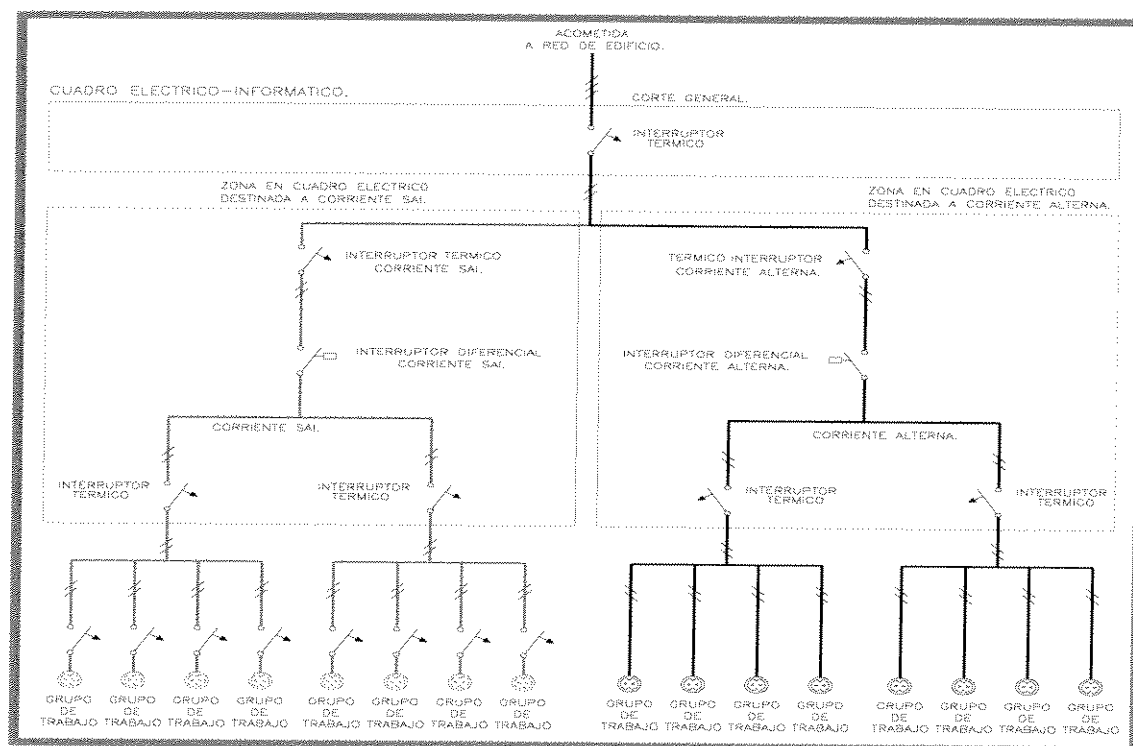 ACOMETIDA
A RED DE EDIFICIO.
CUADRO ELECTRICO-INFORMATICO.
CORTE GENERAL.
INTERRUPTOR
TERMICO
ZONA EN CUADRO ELECTRICO
DESTINADA A CORRIENTE SAI.
ZONA EN CUADRO ELECTRICO
DESTINADA A CORRIENTE ALTERNA.
INTERRUPTOR TERMICO
CORRIENTE SAI.
TERMICO INTERRUPTOR
CORRIENTE ALTERNA.
INTERRUPTOR DIFERENCIAL
CORRIENTE SAI.
INTERRUPTOR DIFERENCIAL
CORRIENTE ALTERNA.
CORRIENTE SAI.
CORRIENTE ALTERNA.
INTERRUPTOR
TERMICO
INTERRUPTOR
TERMICO
INTERRUPTOR
TERMICO
INTERRUPTOR
TERMICO
GRUPO
DE
TRABAJO
GRUPO
DE
TRABAJO
GRUPO
DE
TRABAJO
GRUPO
DE
TRABAJO
GRUPO
DE
TRABAJO
GRUPO
DE
TRABAJO
GRUPO
DE
TRABAJO
GRUPO
DE
TRABAJO
GRUPO
DE
TRABAJO
GRUPO
DE
TRABAJO
GRUPO
DE
TRABAJO
GRUPO
DE
TRABAJO
GRUPO
DE
TRABAJO
GRUPO
DE
TRABAJO
GRUPO
DE
TRABAJO
GRUPO
DE
TRABAJO